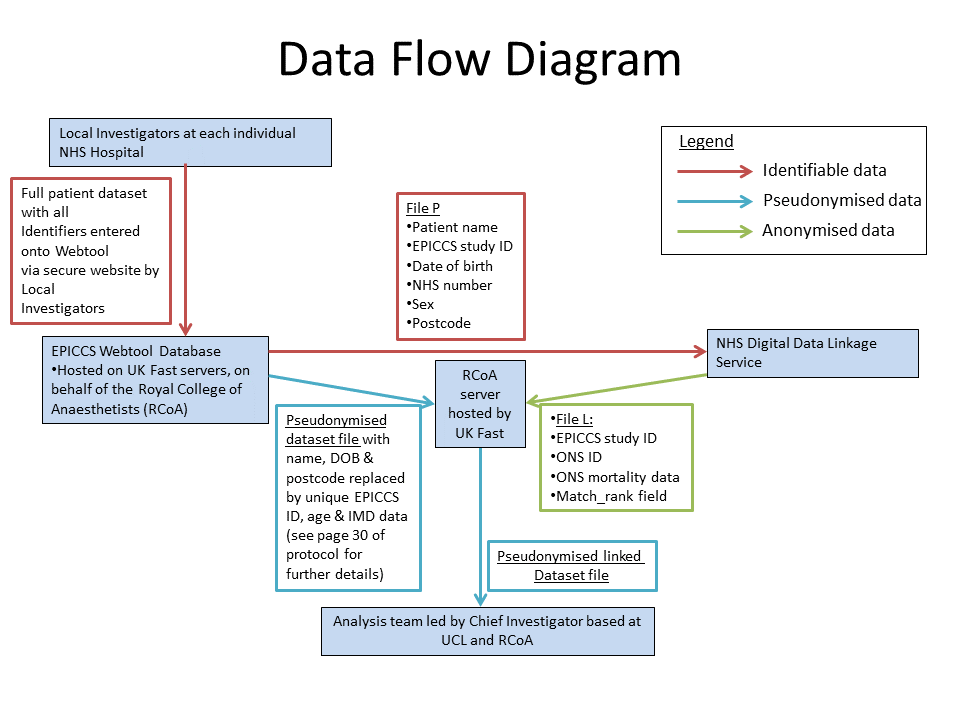 Data Flow Diagram
Local Investigators at each individual
NHS Hospital
Legend
Identifiable data
Pseudonymised data
Anonymised data
Full patient dataset
with all
Identifiers entered
onto Webtool
via secure website by
Local
Investigators
File P
•Patient name
•EPICCS study ID
•Date of birth
•NHS number
•Sex
•Postcode
EPICCS Webtool Database
•Hosted on UK Fast servers, on
behalf of the Royal College of
Anaesthetists (RCoA)
NHS Digital Data Linkage
Service
RCoA
server
hosted by
UK Fast
Pseudonymised
dataset file with
name, DOB &
postcode replaced
by unique EPICCS
ID, age & IMD data
(see page 30 of
protocol for
further details)
•File L:
•EPICCS study ID
•ONS ID
•ONS mortality data
•Match_rank field
Pseudonymised linked
Dataset file
Analysis team led by Chief Investigator based at
UCL and RCoA